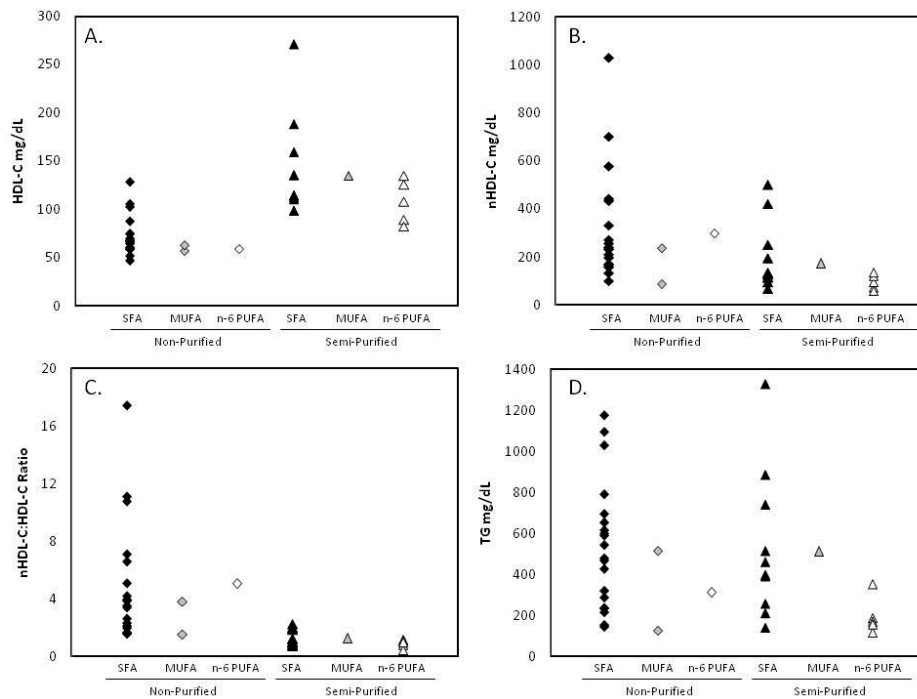 A.
HDL-C mg/dL
300
250
200
150
100
50
0
SFA MUFA n-6 PUFA SFA MUFA n-6 PUFA
Non-Purified Semi-Purified
B.
nHDL-C mg/dL
1200
1000
800
600
400
200
0
SFA MUFA n-6 PUFA SFA MUFA n-6 PUFA
Non-Purified Semi-Purified
C.
nHDL-C:HDL-C Ratio
20
16
12
8
4
0
SFA MUFA n-6 PUFA SFA MUFA n-6 PUFA
Non-Purified Semi-Purified
D.
TG mg/dL
1400
1200
1000
800
600
400
200
0
SFA MUFA n-6 PUFA SFA MUFA n-6 PUFA
Non-Purified Semi-Purified